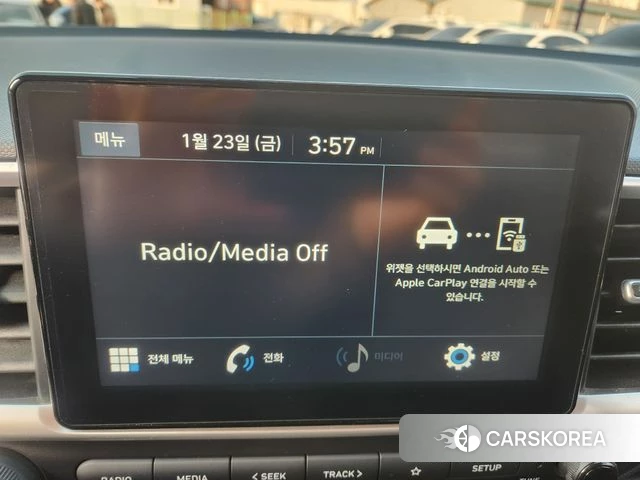 메뉴
1월 23일 (금)
3:57 PM
Radio/Media Off
위젯을 선택하시면 Android Auto 또는
Apple CarPlay 연결을 시작할 수
있습니다.
전체 메뉴
전화
미디어
설정
RADIO
MEDIA
< SEEK
TRACK >
SETUP
TUNE
CARSKOREA